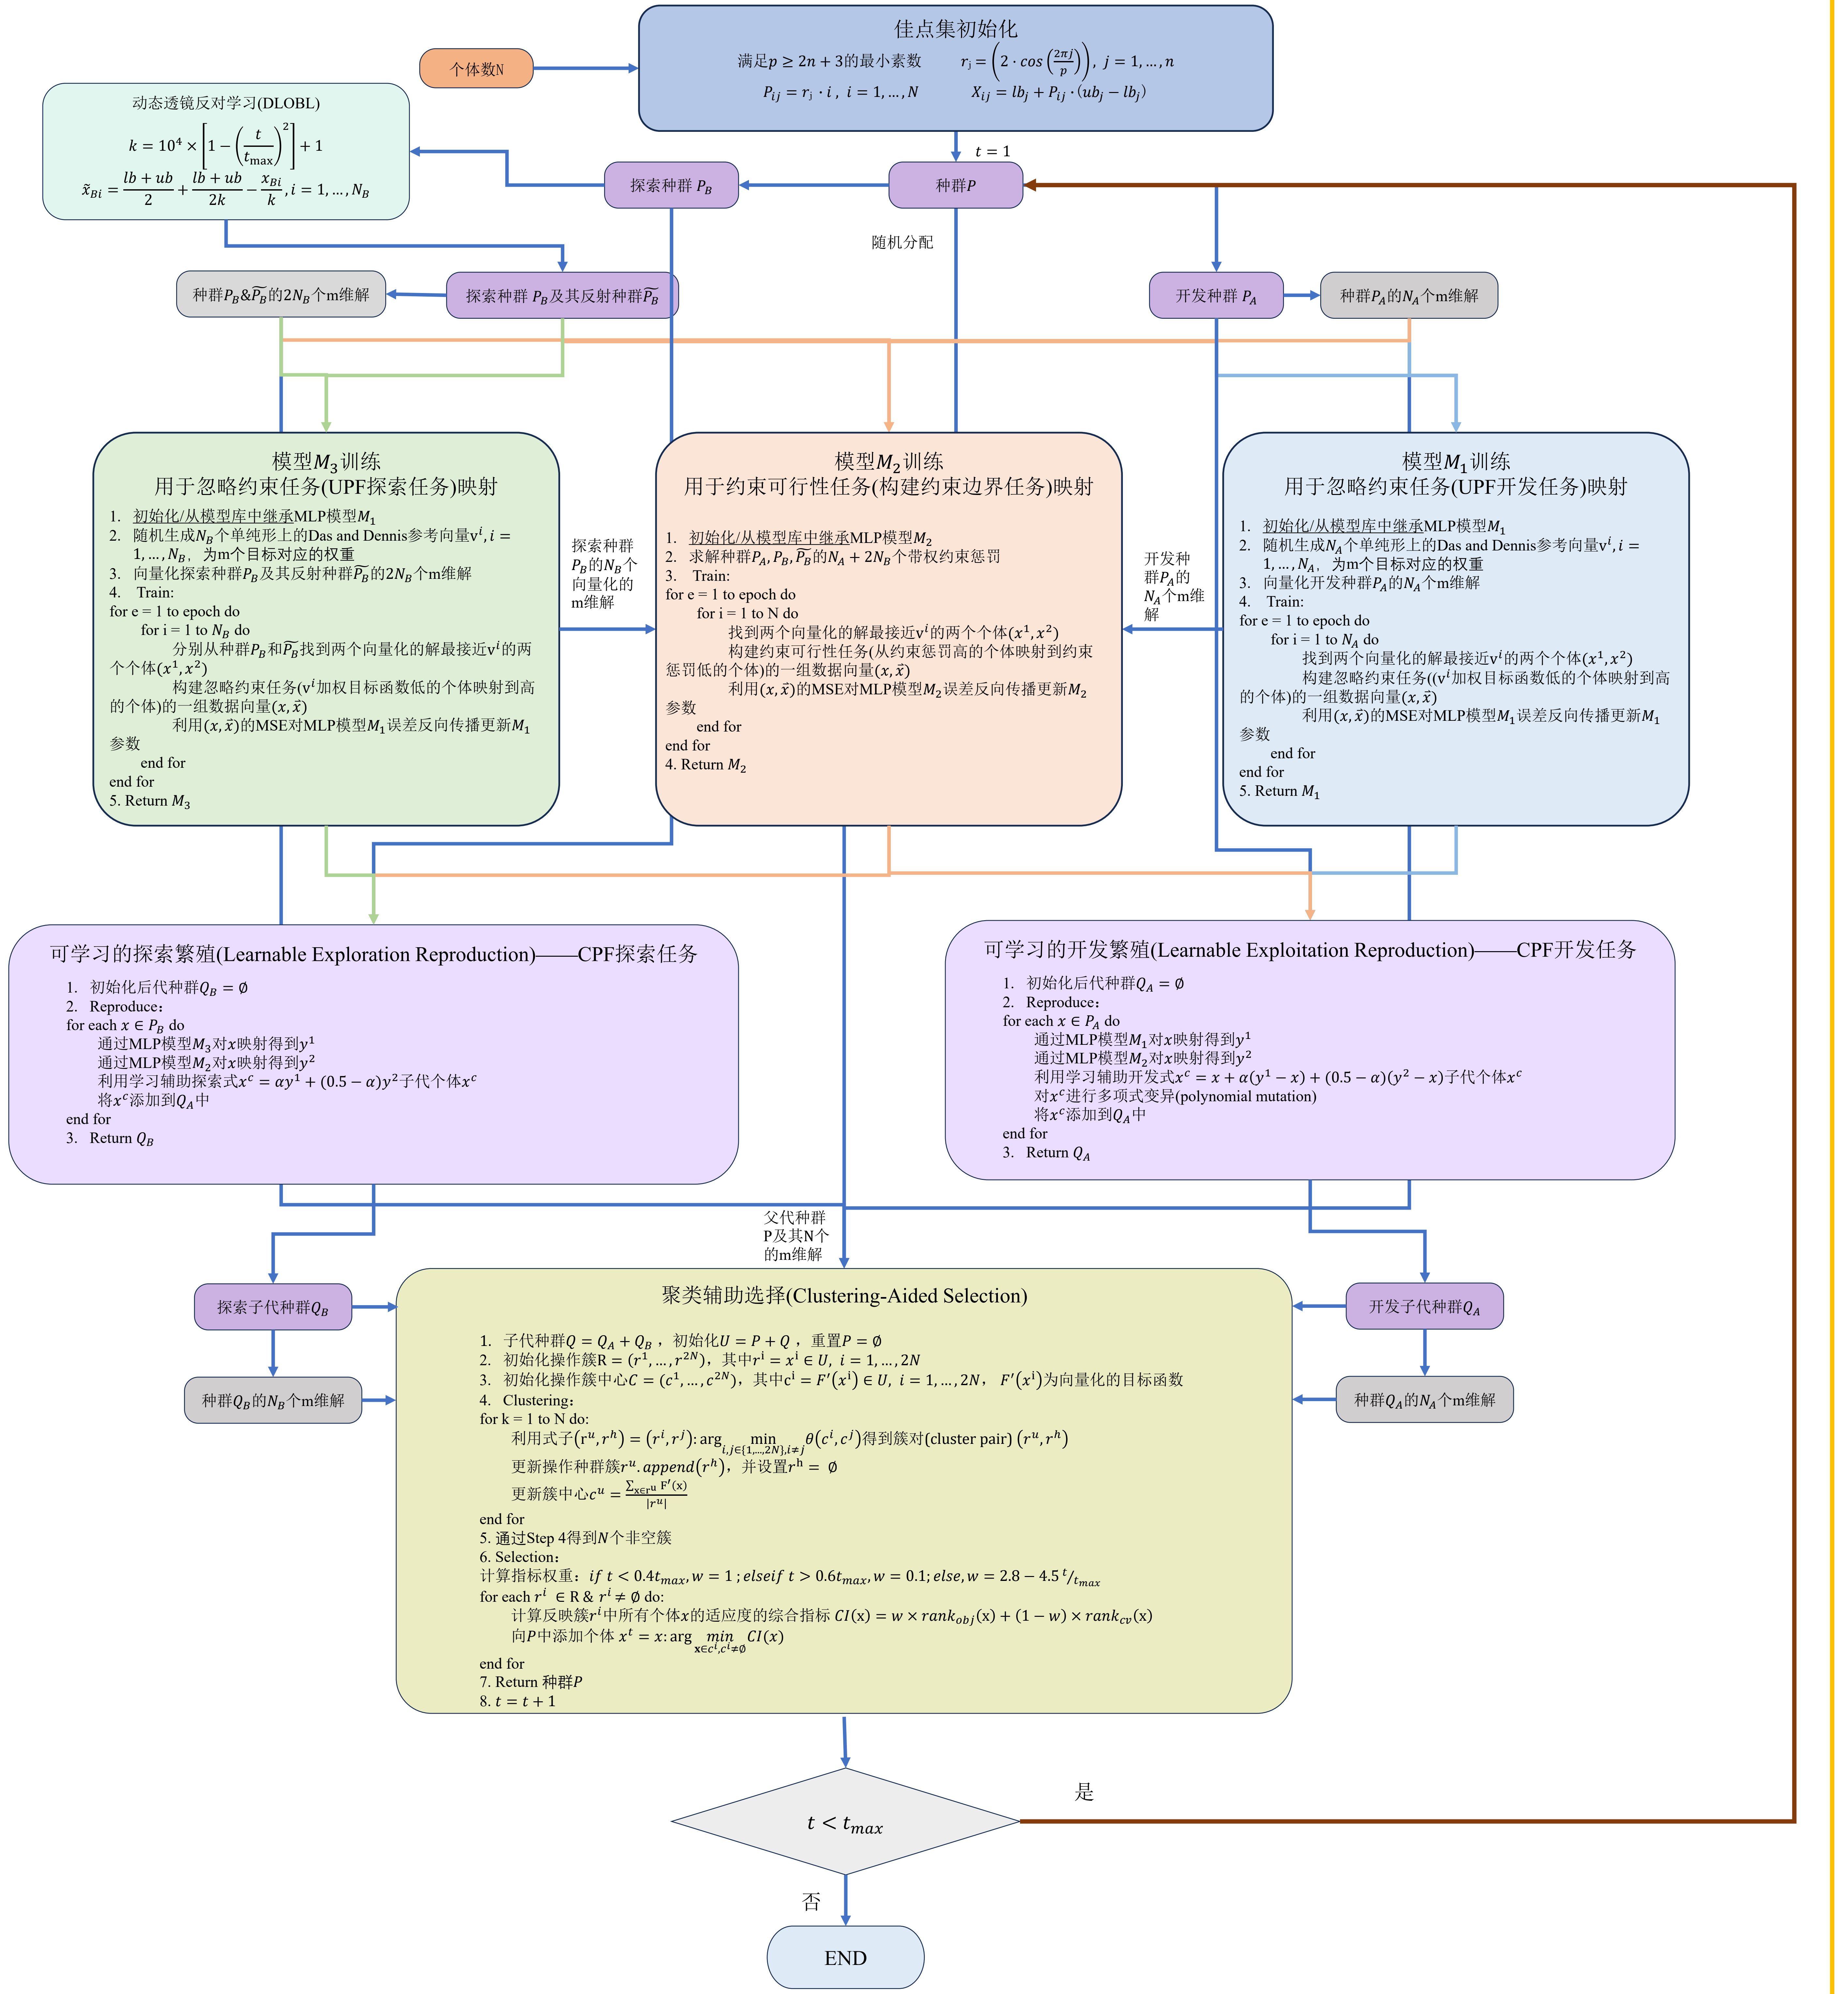 佳点集初始化
满足p ≥ 2n + 3的最小素数 r_j = (2 · cos(2πj/p)), j = 1, … , n
P_ij = r_j · i , i = 1, … , N X_ij = lb_j + P_ij · (ub_j − lb_j)
个体数N
动态透镜反对学习(DLOBL)
k = 10^4 × [1 − (t/t_max)^2] + 1
x̃_Bi = (lb + ub)/2 + (lb + ub)/2k − x_Bi/k , i = 1, … , N_B
t = 1
探索种群 P_B
种群P
随机分配
种群P_B&P̃_B的2N_B个m维解
探索种群 P_B及其反射种群P̃_B
开发种群 P_A
种群P_A的N_A个m维解
模型M_3训练
用于忽略约束任务(UPF探索任务)映射
1. 初始化/从模型库中继承MLP模型M_1
2. 随机生成N_B个单纯形上的Das and Dennis参考向量v^i, i =
1, … , N_B，为m个目标对应的权重
3. 向量化探索种群P_B及其反射种群P̃_B的2N_B个m维解
4. Train:
for e = 1 to epoch do
for i = 1 to N_B do
分别从种群P_B和P̃_B找到两个向量化的解最接近v^i的两
个个体(x^1, x^2)
构建忽略约束任务(v^i加权目标函数低的个体映射到高
的个体)的一组数据向量(x, x⃗)
利用(x, x⃗)的MSE对MLP模型M_1误差反向传播更新M_1
参数
end for
end for
5. Return M_3
探索种群
P_B的N_B个
向量化的
m维解
模型M_2训练
用于约束可行性任务(构建约束边界任务)映射
1. 初始化/从模型库中继承MLP模型M_2
2. 求解种群P_A, P_B, P̃_B的N_A + 2N_B个带权约束惩罚
3. Train:
for e = 1 to epoch do
for i = 1 to N do
找到两个向量化的解最接近v^i的两个个体(x^1, x^2)
构建约束可行性任务(从约束惩罚高的个体映射到约束
惩罚低的个体)的一组数据向量(x, x⃗)
利用(x, x⃗)的MSE对MLP模型M_2误差反向传播更新M_2
参数
end for
end for
4. Return M_2
开发种
群P_A的
N_A个m维
解
模型M_1训练
用于忽略约束任务(UPF开发任务)映射
1. 初始化/从模型库中继承MLP模型M_1
2. 随机生成N_A个单纯形上的Das and Dennis参考向量v^i, i =
1, … , N_A，为m个目标对应的权重
3. 向量化开发种群P_A的N_A个m维解
4. Train:
for e = 1 to epoch do
for i = 1 to N_A do
找到两个向量化的解最接近v^i的两个个体(x^1, x^2)
构建忽略约束任务((v^i加权目标函数低的个体映射到高
的个体)的一组数据向量(x, x⃗)
利用(x, x⃗)的MSE对MLP模型M_1误差反向传播更新M_1
参数
end for
end for
5. Return M_1
可学习的探索繁殖(Learnable Exploration Reproduction)——CPF探索任务
1. 初始化后代种群Q_B = ∅
2. Reproduce：
for each x ∈ P_B do
通过MLP模型M_3对x映射得到y^1
通过MLP模型M_2对x映射得到y^2
利用学习辅助探索式x^c = αy^1 + (0.5 − α)y^2子代个体x^c
将x^c添加到Q_A中
end for
3. Return Q_B
可学习的开发繁殖(Learnable Exploitation Reproduction)——CPF开发任务
1. 初始化后代种群Q_A = ∅
2. Reproduce：
for each x ∈ P_A do
通过MLP模型M_1对x映射得到y^1
通过MLP模型M_2对x映射得到y^2
利用学习辅助开发式x^c = x + α(y^1 − x) + (0.5 − α)(y^2 − x)子代个体x^c
对x^c进行多项式变异(polynomial mutation)
将x^c添加到Q_A中
end for
3. Return Q_A
父代种群
P及其N个
的m维解
探索子代种群Q_B
种群Q_B的N_B个m维解
开发子代种群Q_A
种群Q_A的N_A个m维解
聚类辅助选择(Clustering-Aided Selection)
1. 子代种群Q = Q_A + Q_B ，初始化U = P + Q ，重置P = ∅
2. 初始化操作簇R = (r^1, … , r^2N)，其中r^i = x^i ∈ U, i = 1, … , 2N
3. 初始化操作簇中心C = (c^1, … , c^2N)，其中c^i = F′(x^i) ∈ U, i = 1, … , 2N， F′(x^i)为向量化的目标函数
4. Clustering：
for k = 1 to N do:
利用式子(r^u, r^h) = (r^i, r^j): arg min_{i,j∈{1,…,2N},i≠j} θ(c^i, c^j)得到簇对(cluster pair) (r^u, r^h)
更新操作种群簇r^u. append(r^h)，并设置r^h = ∅
更新簇中心c^u = ∑_{x∈r^u} F′(x)/|r^u|
end for
5. 通过Step 4得到N个非空簇
6. Selection：
计算指标权重：if t < 0.4t_max, w = 1 ; elseif t > 0.6t_max, w = 0.1; else, w = 2.8 − 4.5 t/t_max
for each r^i ∈ R & r^i ≠ ∅ do:
计算反映簇r^i中所有个体x的适应度的综合指标 CI(x) = w × rank_obj(x) + (1 − w) × rank_cv(x)
向P中添加个体 x^t = x: arg min_{x∈c^i,c^i≠∅} CI(x)
end for
7. Return 种群P
8. t = t + 1
t < t_max
是
否
END